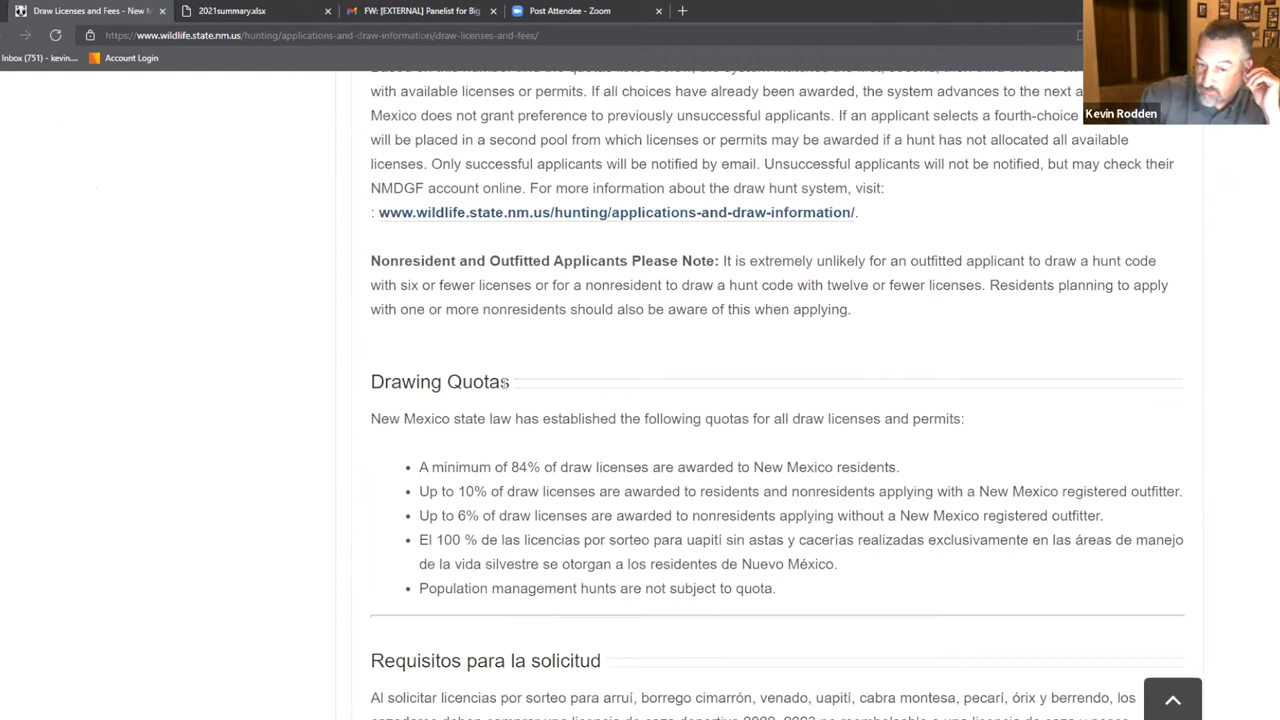 Draw Licenses and Fees - New M
2021summary.xlsx
FW: [EXTERNAL] Panelist for Big
Post Attendee - Zoom
https://www.wildlife.state.nm.us/hunting/applications-and-draw-information/draw-licenses-and-fees/
Inbox (751) - kevin....
Account Login
Kevin Rodden
with available licenses or permits. If all choices have already been awarded, the system advances to the next a
Mexico does not grant preference to previously unsuccessful applicants. If an applicant selects a fourth-choice
will be placed in a second pool from which licenses or permits may be awarded if a hunt has not allocated all available
licenses. Only successful applicants will be notified by email. Unsuccessful applicants will not be notified, but may check their
NMDGF account online. For more information about the draw hunt system, visit:
: www.wildlife.state.nm.us/hunting/applications-and-draw-information/.
Nonresident and Outfitted Applicants Please Note: It is extremely unlikely for an outfitted applicant to draw a hunt code
with six or fewer licenses or for a nonresident to draw a hunt code with twelve or fewer licenses. Residents planning to apply
with one or more nonresidents should also be aware of this when applying.
Drawing Quotas
New Mexico state law has established the following quotas for all draw licenses and permits:
• A minimum of 84% of draw licenses are awarded to New Mexico residents.
• Up to 10% of draw licenses are awarded to residents and nonresidents applying with a New Mexico registered outfitter.
• Up to 6% of draw licenses are awarded to nonresidents applying without a New Mexico registered outfitter.
• El 100 % de las licencias por sorteo para uapití sin astas y cacerías realizadas exclusivamente en las áreas de manejo
de la vida silvestre se otorgan a los residentes de Nuevo México.
• Population management hunts are not subject to quota.
Requisitos para la solicitud
Al solicitar licencias por sorteo para arruí, borrego cimarrón, venado, uapití, cabra montesa, pecarí, órix y berrendo, los